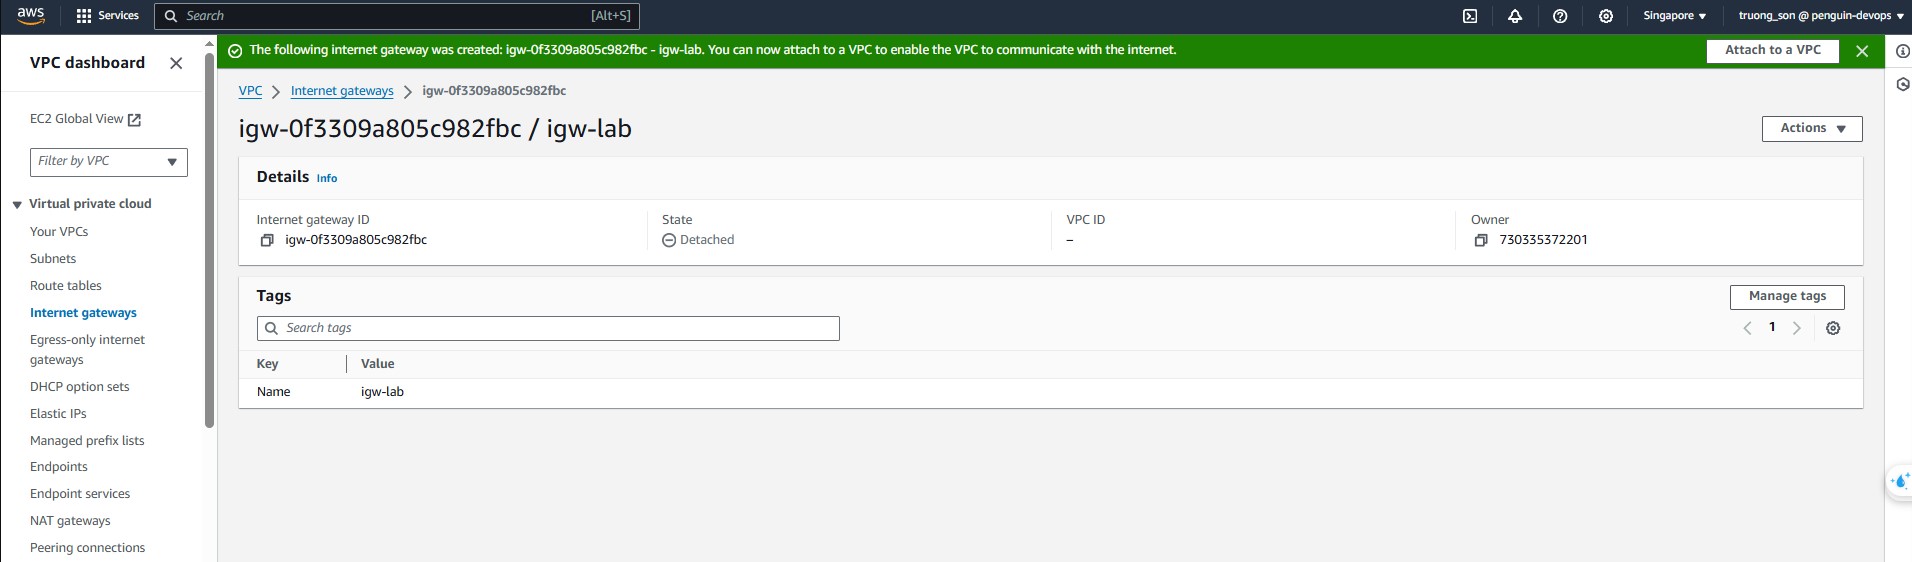 aws
Services
Search
[Alt+S]
Singapore
truong_son @ penguin-devops
The following internet gateway was created: igw-0f3309a805c982fbc - igw-lab. You can now attach to a VPC to enable the VPC to communicate with the internet.
Attach to a VPC
VPC dashboard
EC2 Global View
Filter by VPC
Virtual private cloud
Your VPCs
Subnets
Route tables
Internet gateways
Egress-only internet
gateways
DHCP option sets
Elastic IPs
Managed prefix lists
Endpoints
Endpoint services
NAT gateways
Peering connections
VPC
Internet gateways
igw-0f3309a805c982fbc
igw-0f3309a805c982fbc / igw-lab
Actions
Details
Info
Internet gateway ID
igw-0f3309a805c982fbc
State
Detached
VPC ID
–
Owner
730335372201
Tags
Manage tags
Search tags
1
Key
Value
Name
igw-lab